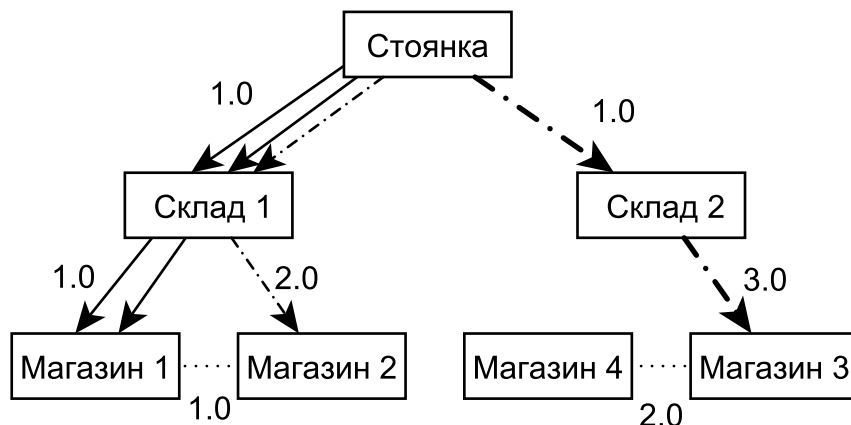 Стоянка
1.0
1.0
Склад 1
Склад 2
1.0
2.0
3.0
Магазин 1
Магазин 2
Магазин 4
Магазин 3
1.0
2.0